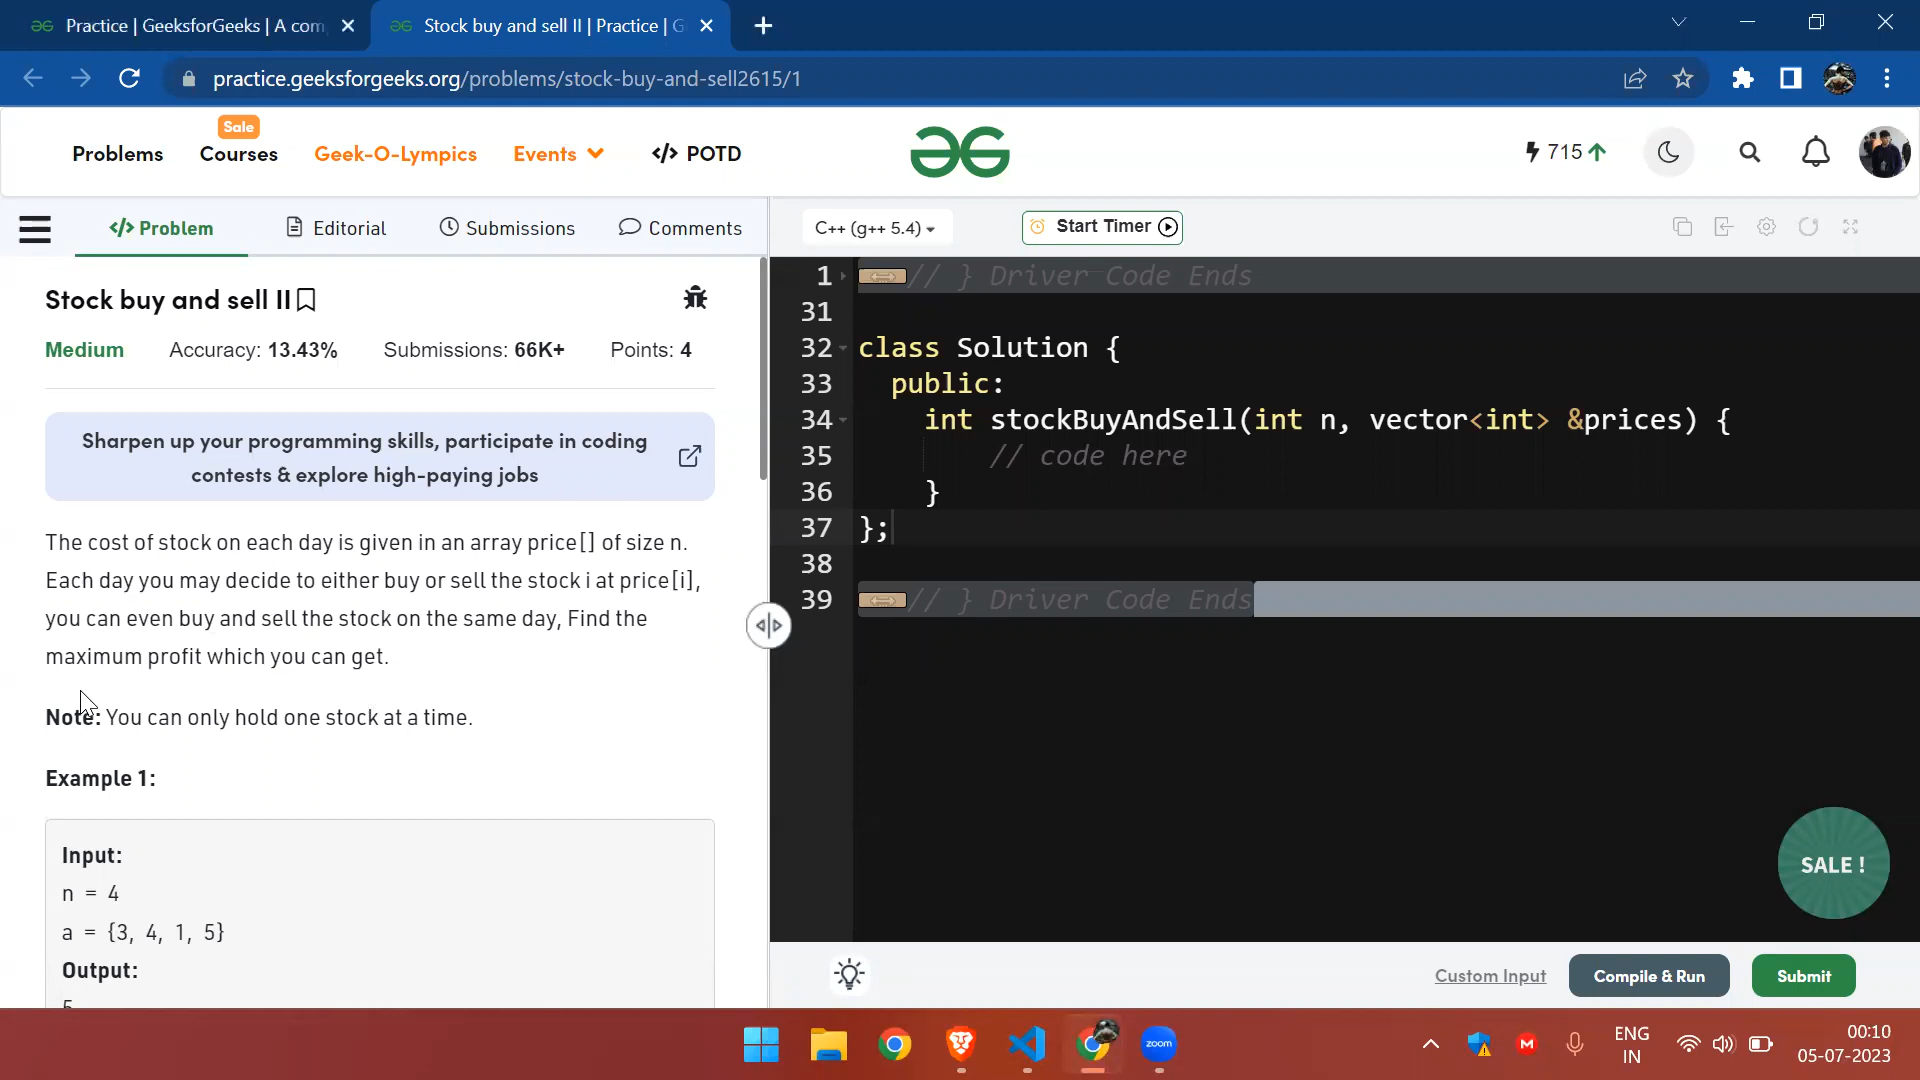 Practice | GeeksforGeeks | A com
Stock buy and sell II | Practice | G
practice.geeksforgeeks.org/problems/stock-buy-and-sell2615/1
Sale
Problems Courses Geek-O-Lympics Events </> POTD
715
</> Problem Editorial Submissions Comments
C++ (g++ 5.4) Start Timer
Stock buy and sell II
Medium Accuracy: 13.43% Submissions: 66K+ Points: 4
Sharpen up your programming skills, participate in coding
contests & explore high-paying jobs
The cost of stock on each day is given in an array price[] of size n.
Each day you may decide to either buy or sell the stock i at price[i],
you can even buy and sell the stock on the same day, Find the
maximum profit which you can get.
Note: You can only hold one stock at a time.
Example 1:
Input:
n = 4
a = {3, 4, 1, 5}
Output:
5
1 // } Driver Code Ends
31
32 class Solution {
33 public:
34 int stockBuyAndSell(int n, vector<int> &prices) {
35 // code here
36 }
37 };
38
39 // } Driver Code Ends
SALE !
Custom Input Compile & Run Submit
zoom
M
ENG
IN
00:10
05-07-2023